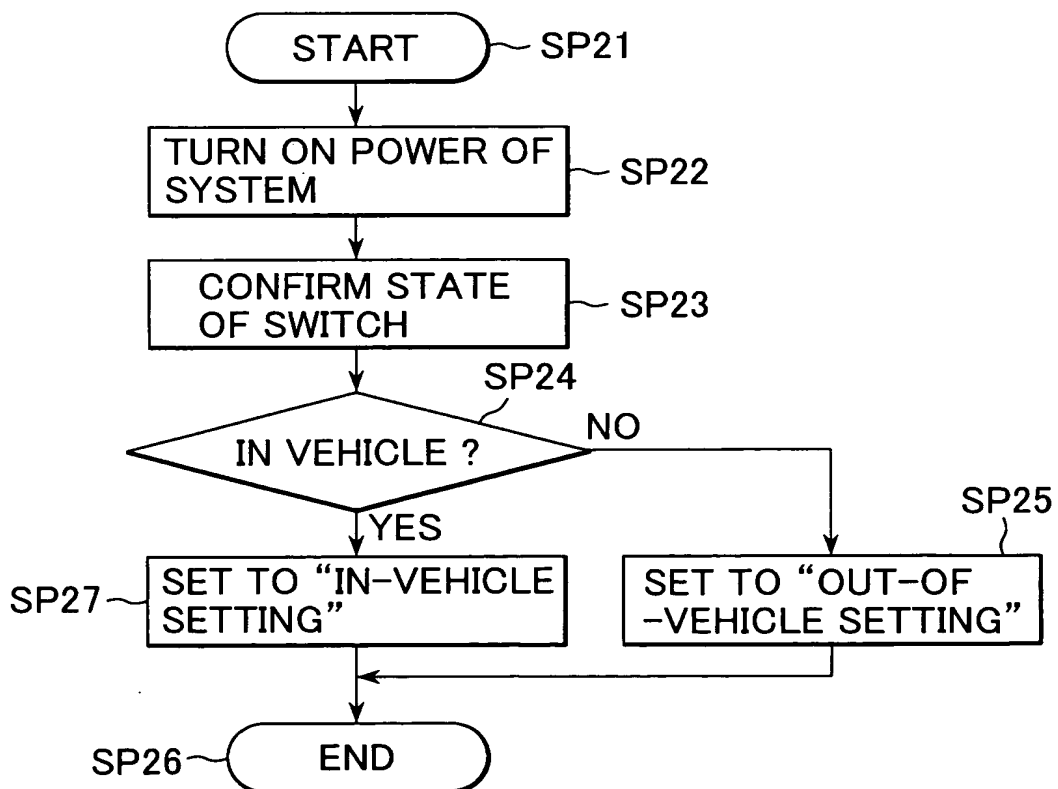 START
SP21
TURN ON POWER OF
SYSTEM
SP22
CONFIRM STATE
OF SWITCH
SP23
SP24
IN VEHICLE ?
NO
YES
SP25
SP27
SET TO “IN-VEHICLE
SETTING”
SET TO “OUT-OF
-VEHICLE SETTING”
SP26
END